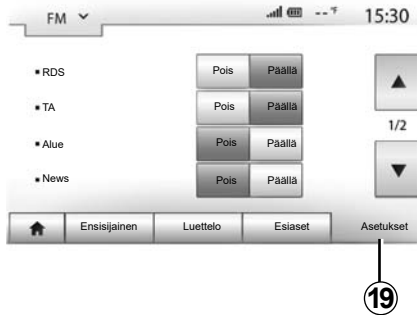 FM -- °F 15:30
RDS Pois Päällä
TA Pois Päällä
1/2
Alue Pois Päällä
News Pois Päällä
Ensisijainen Luettelo Esiaset Asetukset
19